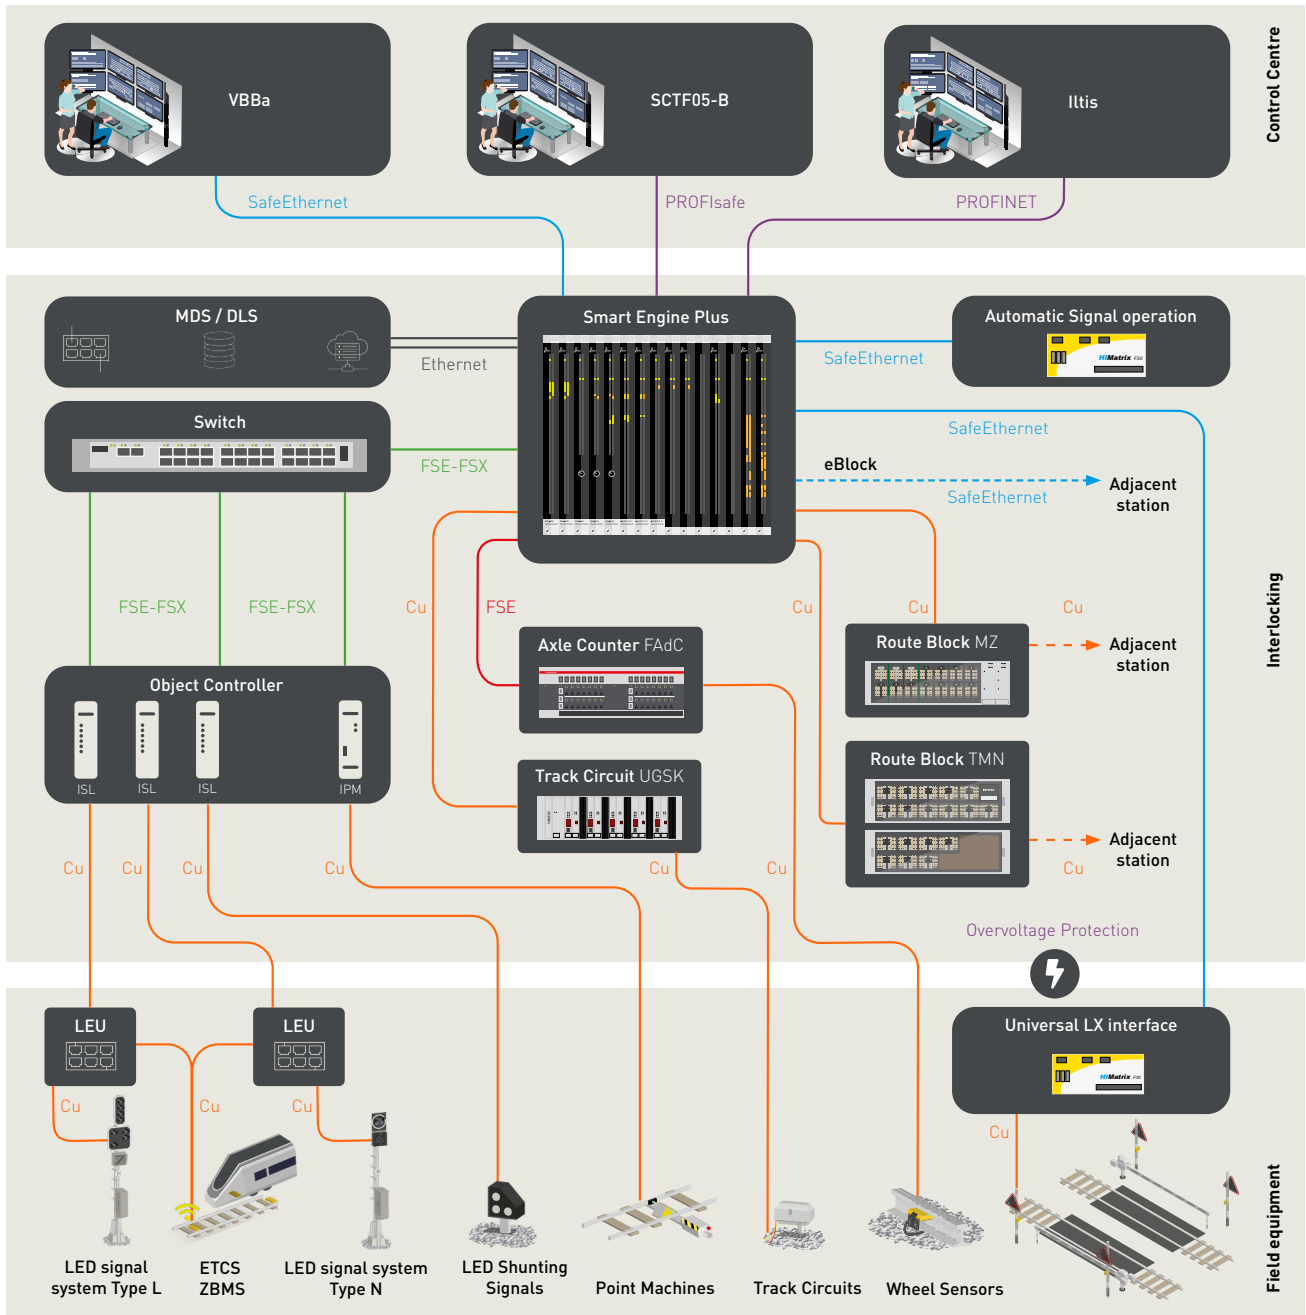 VBBa
SCTF05-B
Iltis
Control Centre
SafeEthernet
PROFIsafe
PROFINET
MDS / DLS
Smart Engine Plus
Automatic Signal operation
HIMatrix F30
Ethernet
SafeEthernet
Switch
SafeEthernet
FSE-FSX
eBlock
SafeEthernet
Adjacent
station
Interlocking
FSE-FSX
FSE-FSX
Cu
FSE
Cu
Cu
Cu
Axle Counter FAdC
Route Block MZ
Adjacent
station
Object Controller
ISL
ISL
ISL
IPM
Track Circuit UGSK
Route Block TMN
Adjacent
station
Cu
Cu
Cu
Cu
Cu
Cu
Cu
Overvoltage Protection
LEU
LEU
Universal LX interface
HIMatrix F30
Cu
Cu
Cu
Cu
Field equipment
LED signal
system Type L
ETCS
ZBMS
LED signal system
Type N
LED Shunting
Signals
Point Machines
Track Circuits
Wheel Sensors